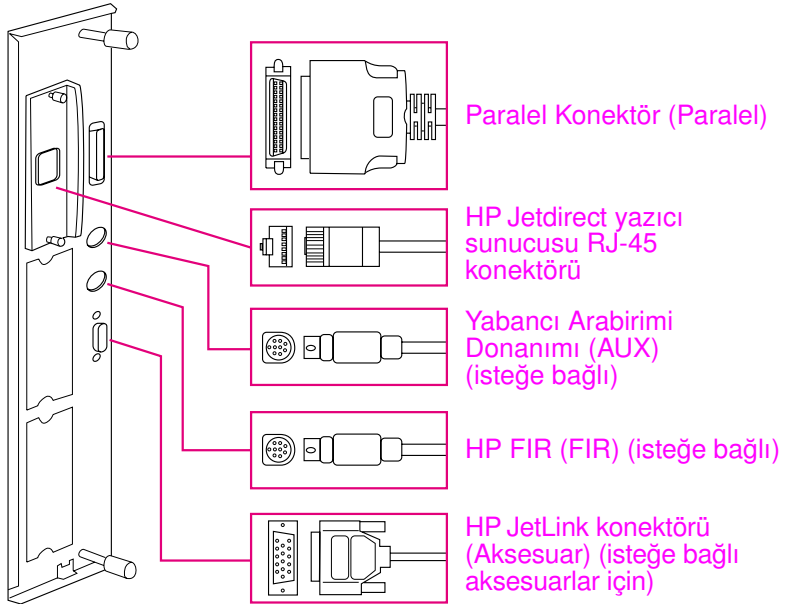 Paralel Konektör (Paralel)
HP Jetdirect yazıcı
sunucusu RJ-45
konektörü
Yabancı Arabirimi
Donanımı (AUX)
(isteğe bağlı)
HP FIR (FIR) (isteğe bağlı)
HP JetLink konektörü
(Aksesuar) (isteğe bağlı
aksesuarlar için)